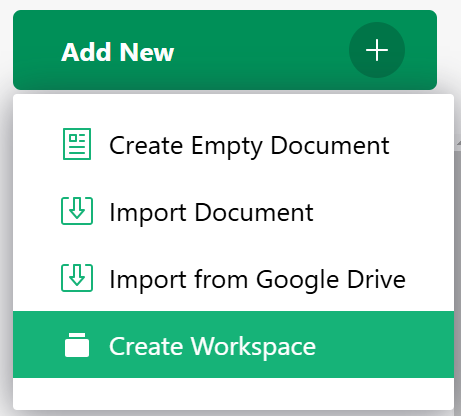 Add New
Create Empty Document
Import Document
Import from Google Drive
Create Workspace